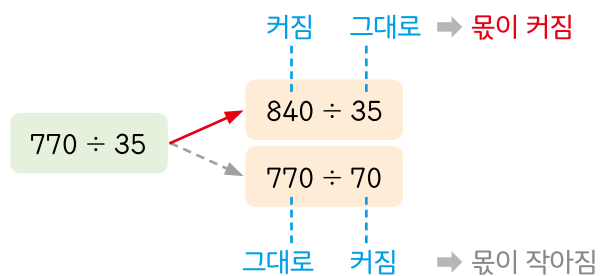 커짐 그대로 몫이 커짐
840 ÷ 35
770 ÷ 35
770 ÷ 70
그대로 커짐 몫이 작아짐